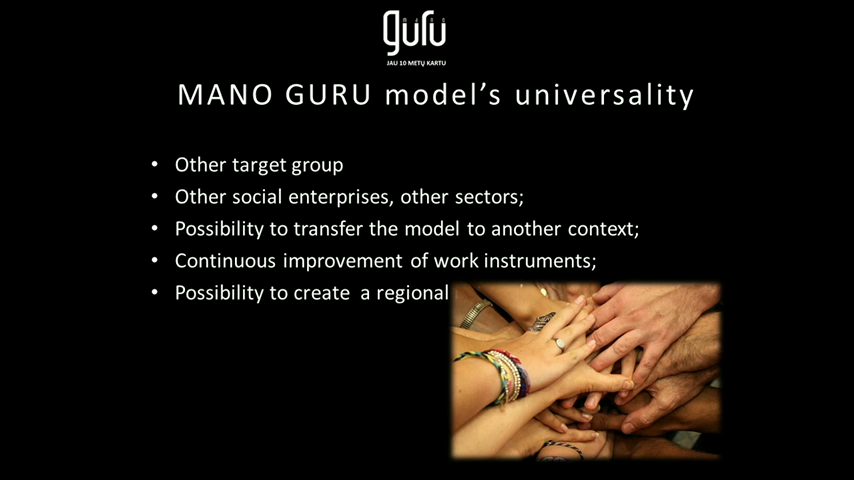 mano
guru
JAU 10 METŲ KARTU
MANO GURU model's universality
• Other target group
• Other social enterprises, other sectors;
• Possibility to transfer the model to another context;
• Continuous improvement of work instruments;
• Possibility to create a regional